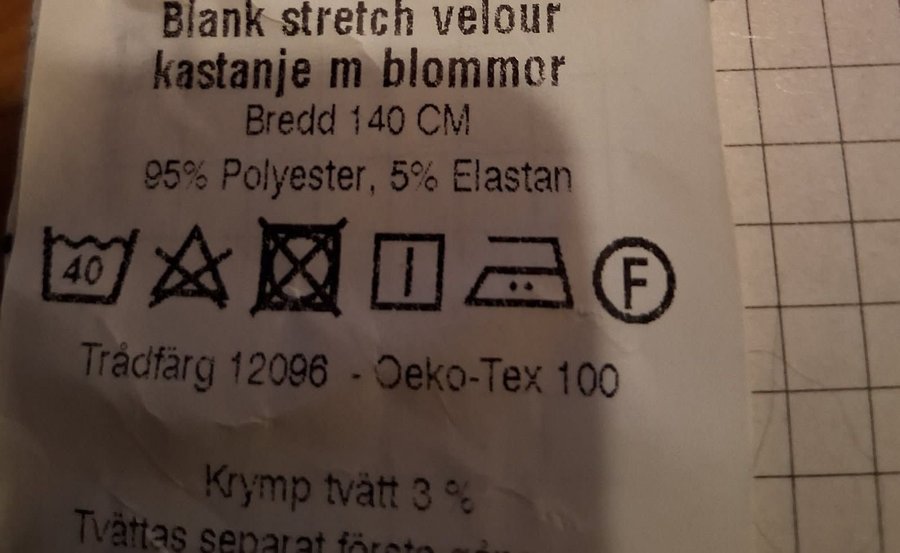 Blank stretch velour
kastanje m blommor
Bredd 140 CM
95% Polyester, 5% Elastan
40 F
Trådfärg 12096 - Oeko-Tex 100
Krymp tvätt 3 %
Tvättas separat första